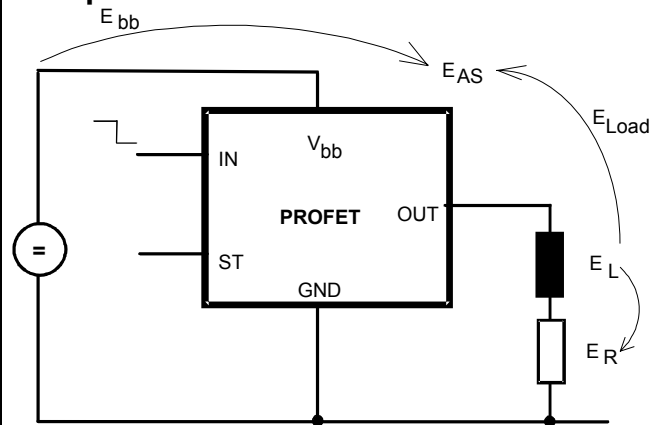 E bb
E AS
E Load
V bb
IN
PROFET
OUT
=
ST
E L
GND
E R